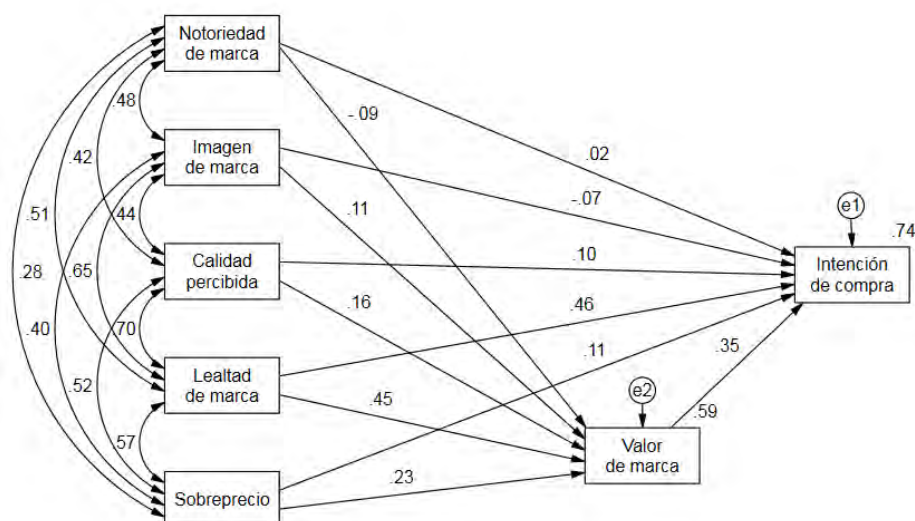 Notoriedad
de marca
.48
-.09
.42
.02
Imagen
de marca
-.07
.11
e1
.51
.44
.74
.28
.65
Calidad
percibida
.10
Intención
de compra
.16
.46
.40
.70
.11
.35
.52
Lealtad
de marca
.45
e2
.59
.57
Valor
de marca
.23
Sobreprecio